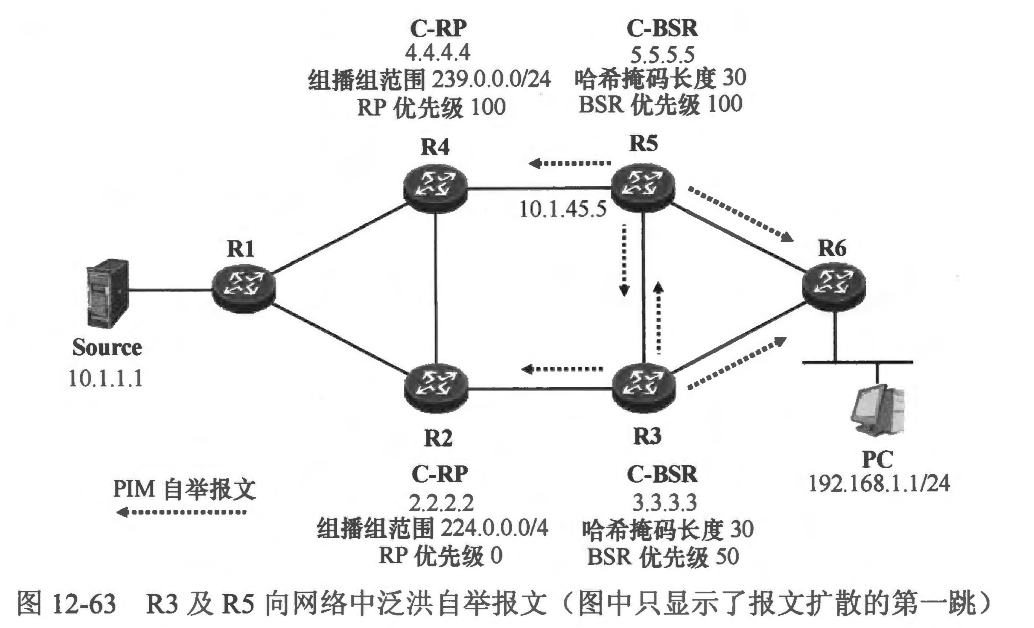 C-RP
4.4.4.4
组播组范围 239.0.0.0/24
RP 优先级 100
R4
C-BSR
5.5.5.5
哈希掩码长度 30
BSR 优先级 100
R5
10.1.45.5
R1
R6
Source
10.1.1.1
R2
C-RP
2.2.2.2
组播组范围 224.0.0.0/4
RP 优先级 0
R3
C-BSR
3.3.3.3
哈希掩码长度 30
BSR 优先级 50
PC
192.168.1.1/24
PIM 自举报文
图 12-63 R3 及 R5 向网络中泛洪自举报文（图中只显示了报文扩散的第一跳）